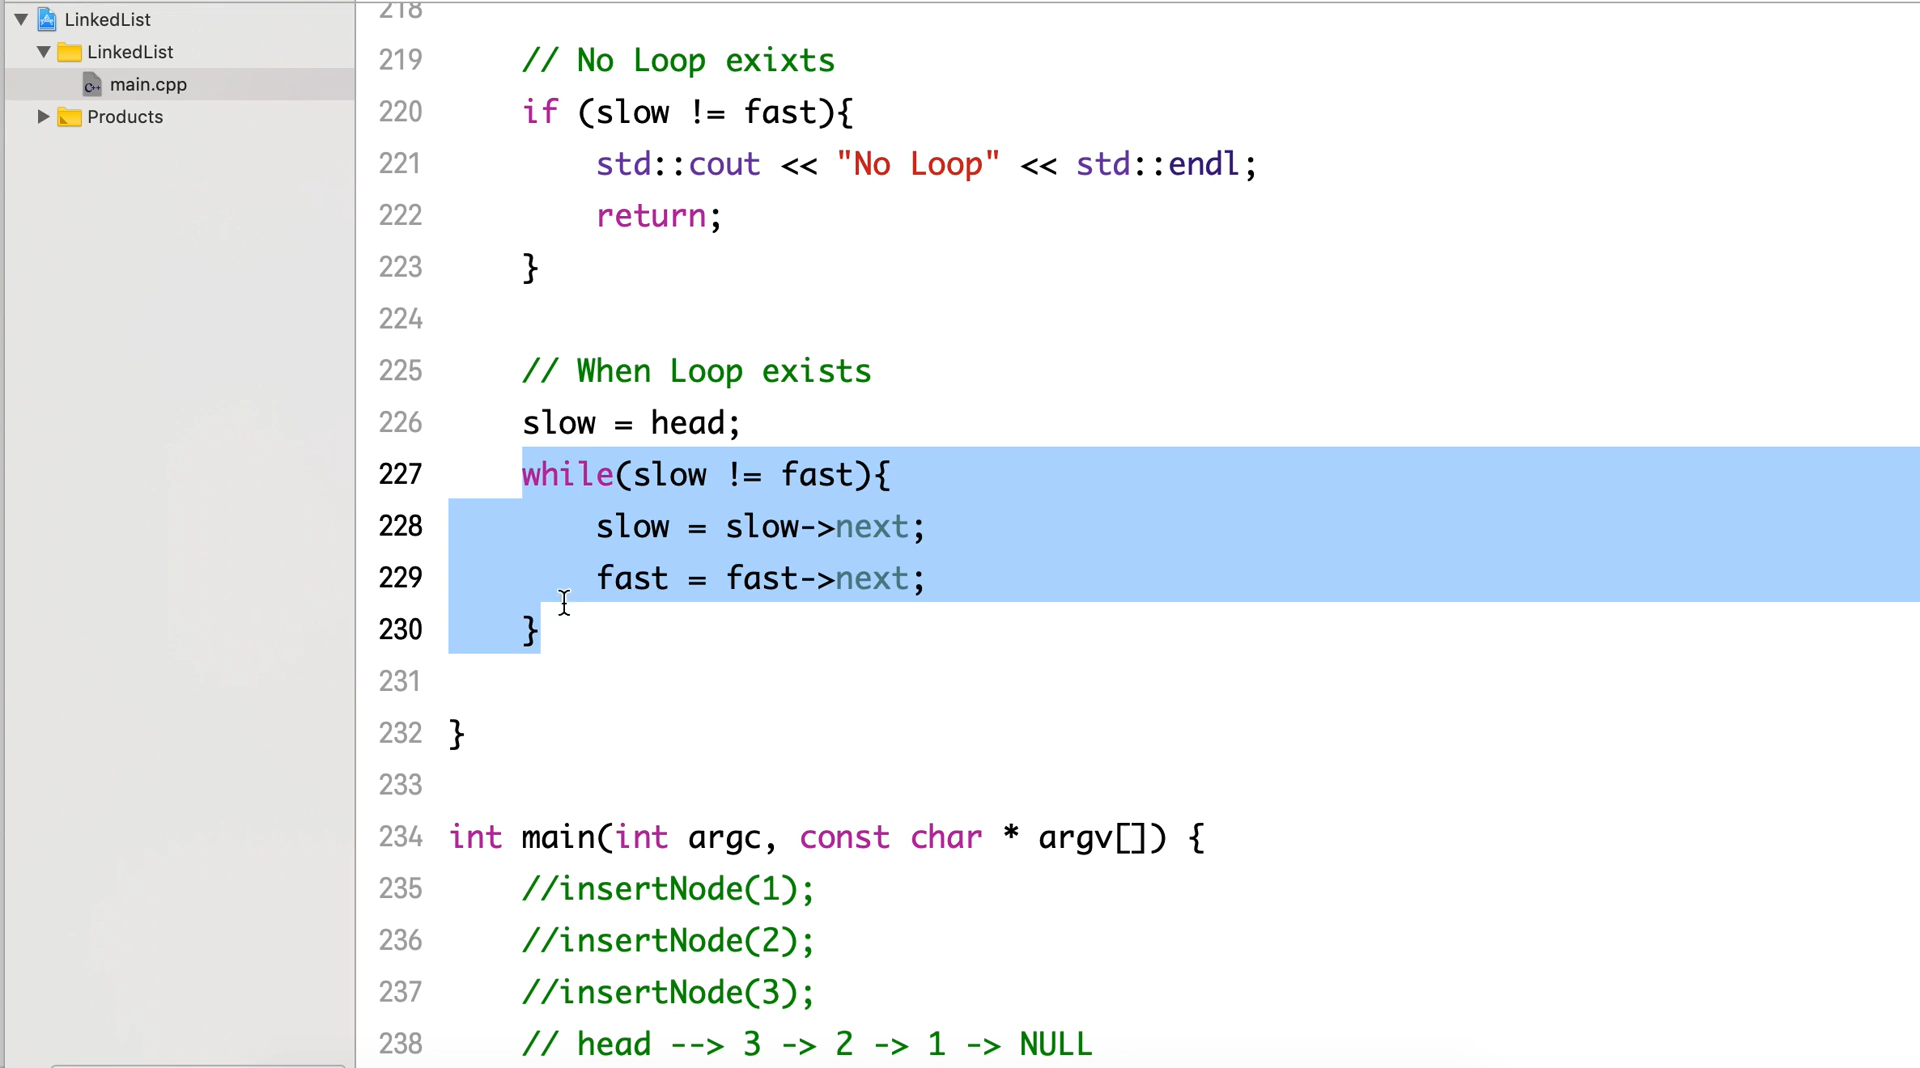 LinkedList
LinkedList
main.cpp
Products
218
219 // No Loop exixts
220 if (slow != fast){
221 std::cout << "No Loop" << std::endl;
222 return;
223 }
224
225 // When Loop exists
226 slow = head;
227 while(slow != fast){
228 slow = slow->next;
229 fast = fast->next;
230 }
231
232 }
233
234 int main(int argc, const char * argv[]) {
235 //insertNode(1);
236 //insertNode(2);
237 //insertNode(3);
238 // head --> 3 -> 2 -> 1 -> NULL